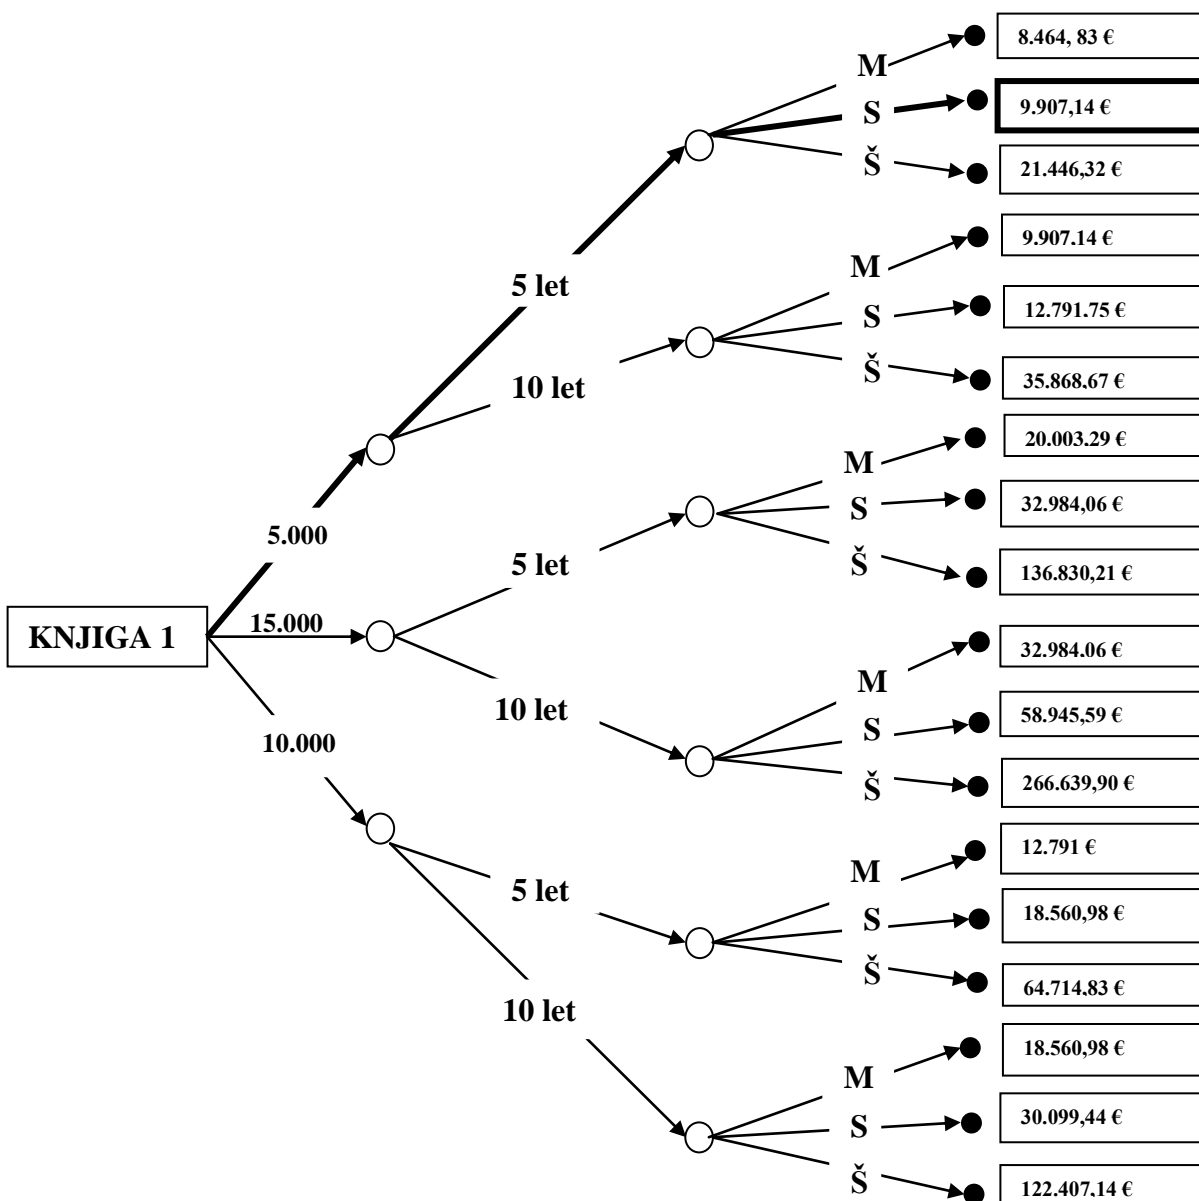 8.464, 83 €
M
9.907,14 €
S
Š
21.446,32 €
9.907.14 €
M
5 let
12.791.75 €
S
Š
35.868,67 €
10 let
20.003.29 €
M
32.984,06 €
S
5.000
5 let
Š
136.830,21 €
15.000
KNJIGA 1
32.984.06 €
M
10 let
58.945,59 €
S
10.000
Š
266.639,90 €
12.791 €
M
5 let
18.560,98 €
S
Š
64.714,83 €
10 let
18.560,98 €
M
30.099,44 €
S
Š
122.407,14 €